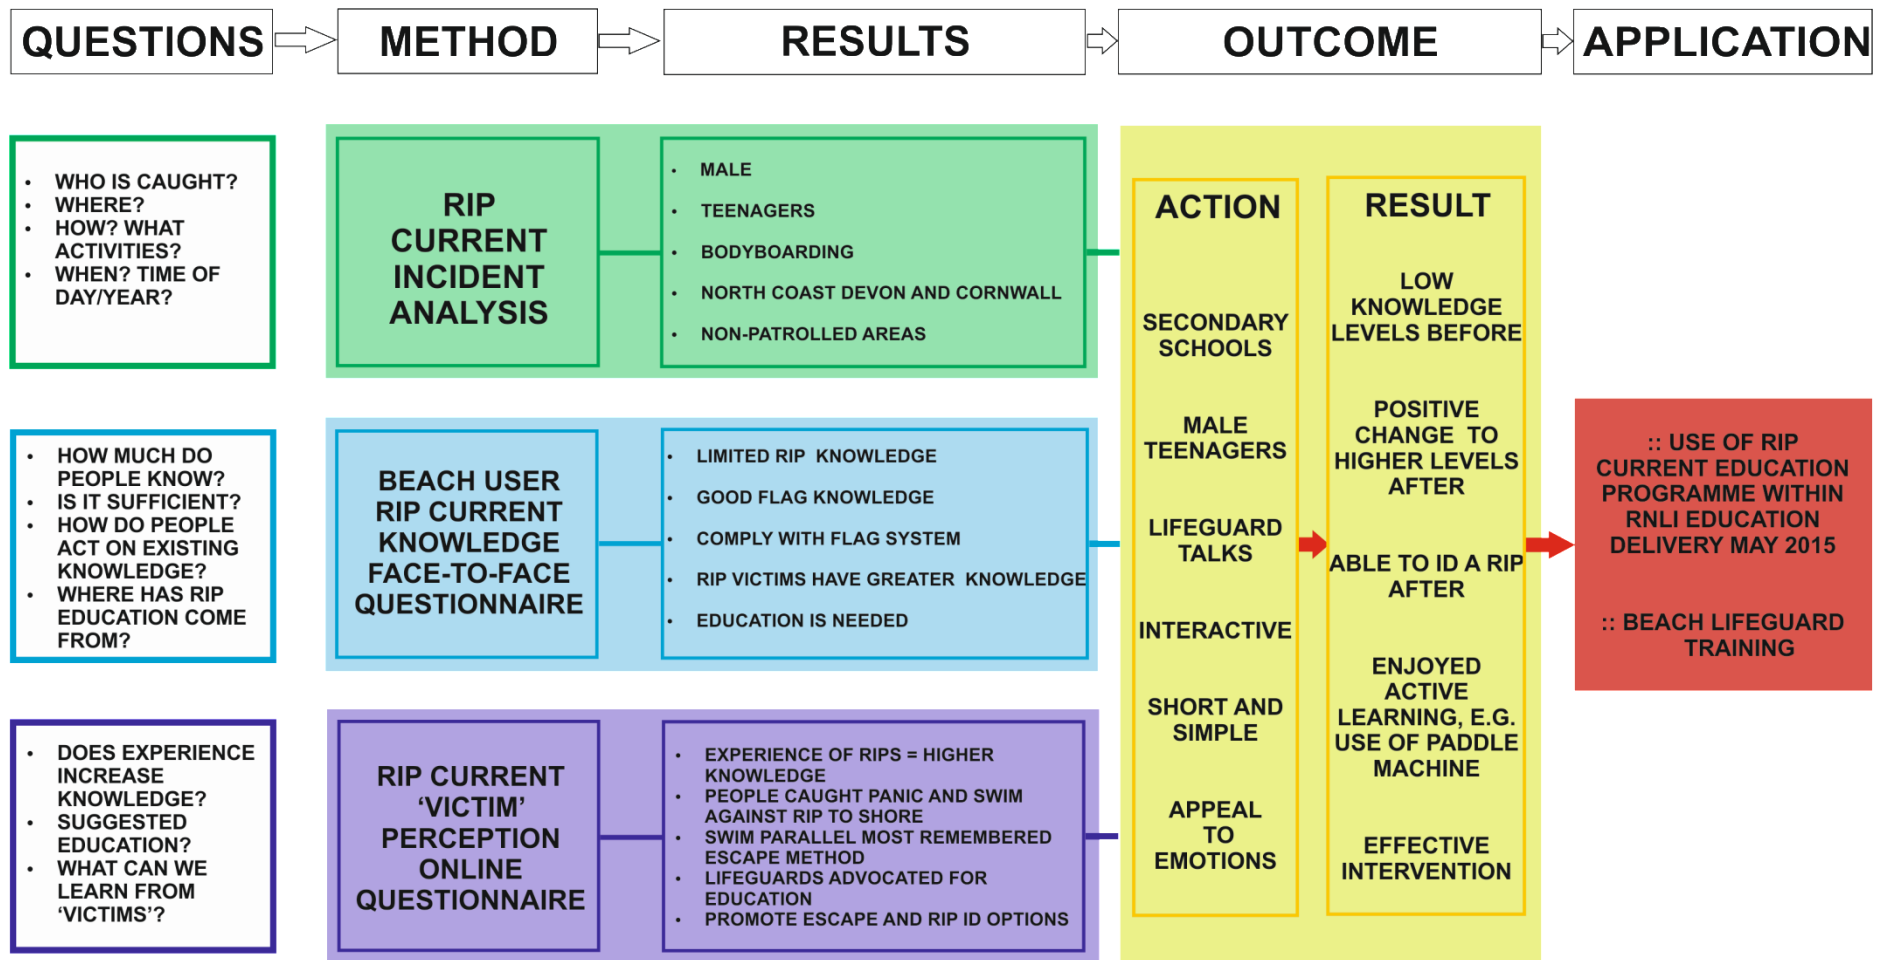 QUESTIONS
METHOD
RESULTS
OUTCOME
APPLICATION
• WHO IS CAUGHT?
• WHERE?
• HOW? WHAT
ACTIVITIES?
• WHEN? TIME OF
DAY/YEAR?
RIP
CURRENT
INCIDENT
ANALYSIS
• MALE
• TEENAGERS
• BODYBOARDING
• NORTH COAST DEVON AND CORNWALL
• NON-PATROLLED AREAS
• HOW MUCH DO
PEOPLE KNOW?
• IS IT SUFFICIENT?
• HOW DO PEOPLE
ACT ON EXISTING
KNOWLEDGE?
• WHERE HAS RIP
EDUCATION COME
FROM?
BEACH USER
RIP CURRENT
KNOWLEDGE
FACE-TO-FACE
QUESTIONNAIRE
• LIMITED RIP KNOWLEDGE
• GOOD FLAG KNOWLEDGE
• COMPLY WITH FLAG SYSTEM
• RIP VICTIMS HAVE GREATER KNOWLEDGE
• EDUCATION IS NEEDED
• DOES EXPERIENCE
INCREASE
KNOWLEDGE?
• SUGGESTED
EDUCATION?
• WHAT CAN WE
LEARN FROM
‘VICTIMS’?
RIP CURRENT
‘VICTIM’
PERCEPTION
ONLINE
QUESTIONNAIRE
• EXPERIENCE OF RIPS = HIGHER
KNOWLEDGE
• PEOPLE CAUGHT PANIC AND SWIM
AGAINST RIP TO SHORE
• SWIM PARALLEL MOST REMEMBERED
ESCAPE METHOD
• LIFEGUARDS ADVOCATED FOR
EDUCATION
• PROMOTE ESCAPE AND RIP ID OPTIONS
ACTION
SECONDARY
SCHOOLS
MALE
TEENAGERS
LIFEGUARD
TALKS
INTERACTIVE
SHORT AND
SIMPLE
APPEAL
TO
EMOTIONS
RESULT
LOW
KNOWLEDGE
LEVELS BEFORE
POSITIVE
CHANGE TO
HIGHER LEVELS
AFTER
ABLE TO ID A RIP
AFTER
ENJOYED
ACTIVE
LEARNING, E.G.
USE OF PADDLE
MACHINE
EFFECTIVE
INTERVENTION
:: USE OF RIP
CURRENT EDUCATION
PROGRAMME WITHIN
RNLI EDUCATION
DELIVERY MAY 2015
:: BEACH LIFEGUARD
TRAINING